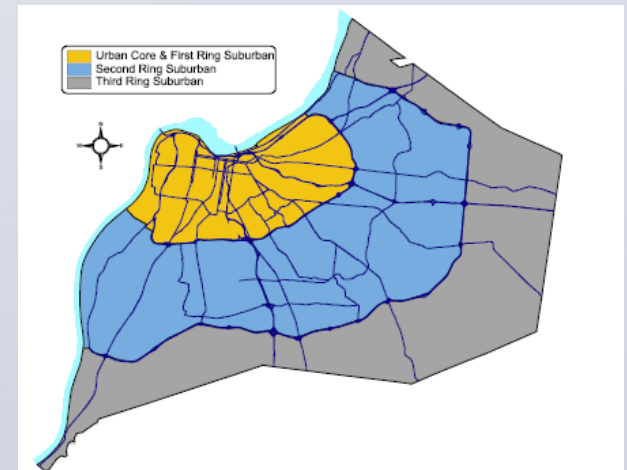 Urban Core & First Ring Suburban
Second Ring Suburban
Third Ring Suburban
N
W E
S